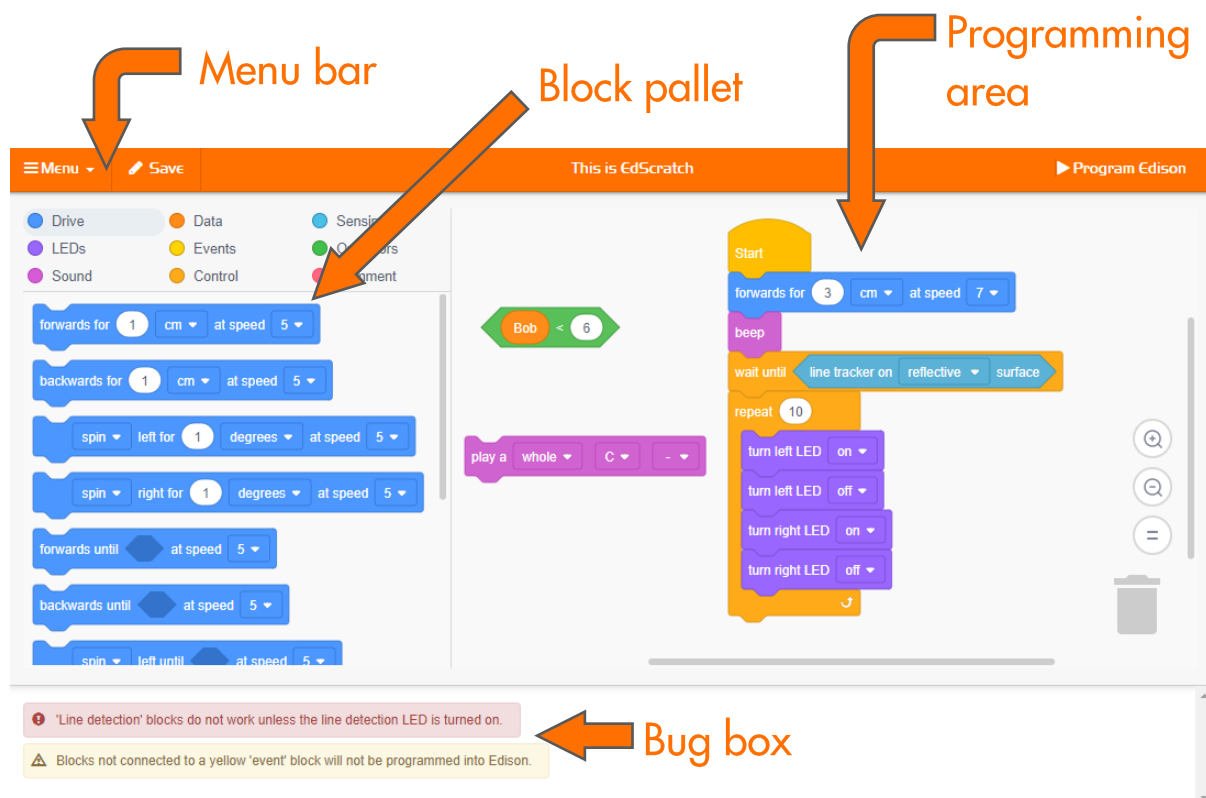 Menu bar
Block pallet
Programming
area
Menu
Save
This is EdScratch
Program Edison
Drive
Data
LEDs
Events
Sound
Control
forwards for 1 cm at speed 5
backwards for 1 cm at speed 5
spin left for 1 degrees at speed 5
spin right for 1 degrees at speed 5
forwards until at speed 5
backwards until at speed 5
spin left until at speed 5
Bob < 6
play a whole C -
Start
forwards for 3 cm at speed 7
beep
wait until line tracker on reflective surface
repeat 10
turn left LED on
turn left LED off
turn right LED on
turn right LED off
=
'Line detection' blocks do not work unless the line detection LED is turned on.
Blocks not connected to a yellow 'event' block will not be programmed into Edison.
Bug box